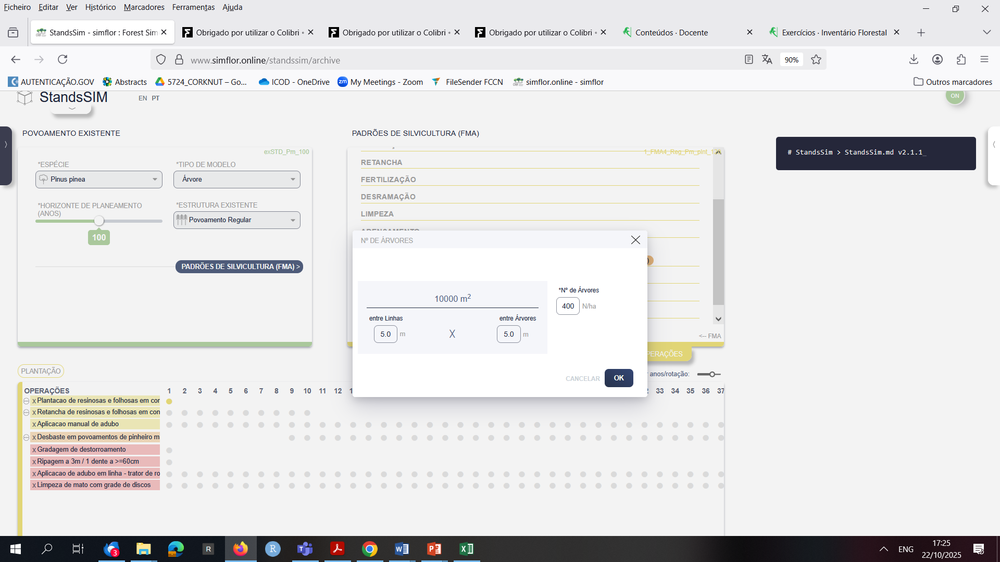 Ficheiro Editar Ver Histórico Marcadores Ferramentas Ajuda
StandsSim - simflor : Forest Sim
Obrigado por utilizar o Colibri •
Obrigado por utilizar o Colibri •
Obrigado por utilizar o Colibri •
Conteúdos · Docente
Exercícios · Inventário Florestal
www.simflor.online/standssim/archive
90%
AUTENTICAÇÃO.GOV
Abstracts
5724_CORKNUT – Go...
ICOD - OneDrive
zm My Meetings - Zoom
FileSender FCCN
simflor.online - simflor
Outros marcadores
StandsSIM
EN PT
ON
POVOAMENTO EXISTENTE
exSTD_Pm_100
*ESPÉCIE
Pinus pinea
*TIPO DE MODELO
Árvore
*HORIZONTE DE PLANEAMENTO
(ANOS)
100
*ESTRUTURA EXISTENTE
Povoamento Regular
PADRÕES DE SILVICULTURA (FMA) >
PADRÕES DE SILVICULTURA (FMA)
RETANCHA
FERTILIZAÇÃO
DESRAMAÇÃO
LIMPEZA
<-- FMA
# StandsSim > StandsSim.md v2.1.1_
Nº DE ÁRVORES
10000 m2
entre Linhas
5.0 m
X
entre Árvores
5.0 m
*Nº de Árvores
400 N/ha
CANCELAR
OK
PERAÇÕES
anos/rotação:
PLANTAÇÃO
OPERAÇÕES 1 2 3 4 5 6 7 8 9 10 11 12 33 34 35 36 37
x Plantacao de resinosas e folhosas em cor
x Retancha de resinosas e folhosas em con
x Aplicacao manual de adubo
x Desbaste em povoamentos de pinheiro m
x Gradagem de destorroamento
x Ripagem a 3m / 1 dente a >=60cm
x Aplicacao de adubo em linha - trator de ro
x Limpeza de mato com grade de discos
3
R
R
ENG
17:25
22/10/2025